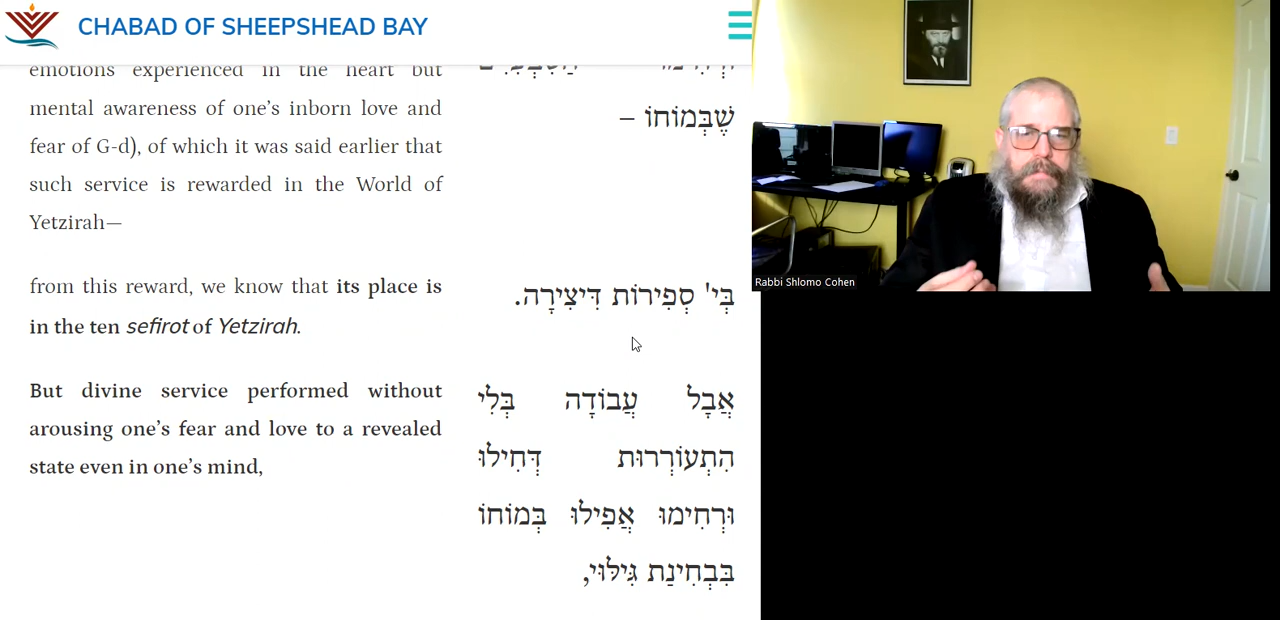 CHABAD OF SHEEPSHEAD BAY
emotions experienced in the heart but
mental awareness of one's inborn love and
fear of G-d), of which it was said earlier that
such service is rewarded in the World of
Yetzirah—
from this reward, we know that its place is
in the ten sefirot of Yetzirah.
But divine service performed without
arousing one's fear and love to a revealed
state even in one's mind,
שֶׁבְּמוֹחוֹ –
בְּי' סְפִירוֹת דִּיצִירָה.
אֲבָל עֲבוֹדָה בְּלִי
הִתְעוֹרְרוּת דְּחִילוּ
וּרְחִימוּ אֲפִילוּ בְּמוֹחוֹ
בִּבְחִינַת גִּילּוּי,
Rabbi Shlomo Cohen